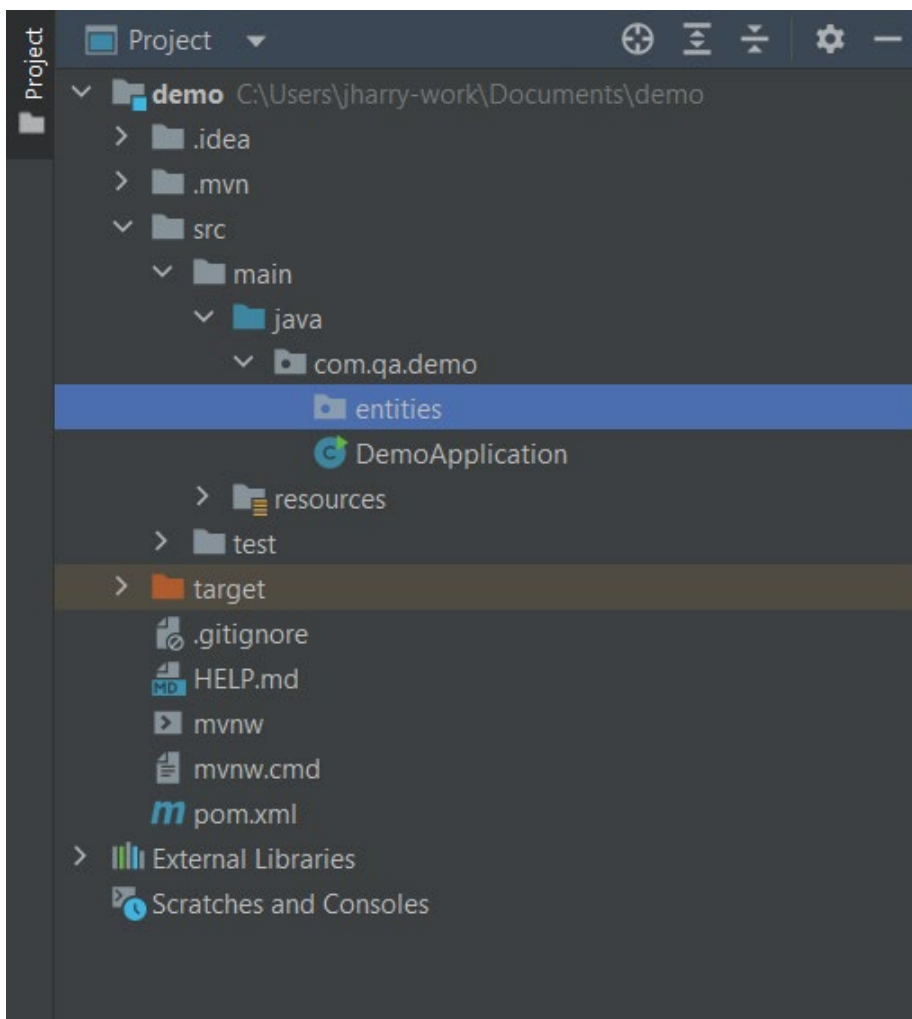 Project
Project
demo C:\Users\jharry-work\Documents\demo
.idea
.mvn
src
main
java
com.qa.demo
entities
C DemoApplication
resources
test
target
.gitignore
MD HELP.md
mvnw
mvnw.cmd
m pom.xml
External Libraries
Scratches and Consoles